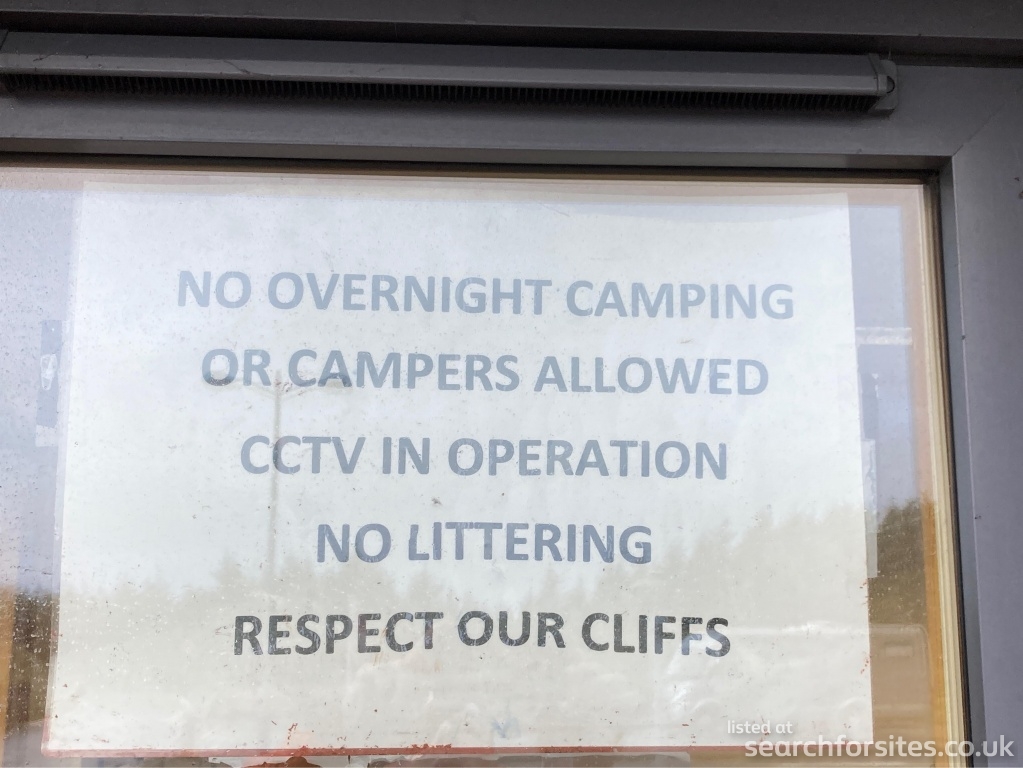 NO OVERNIGHT CAMPING
OR CAMPERS ALLOWED
CCTV IN OPERATION
NO LITTERING
RESPECT OUR CLIFFS
listed at
searchforsites.co.uk